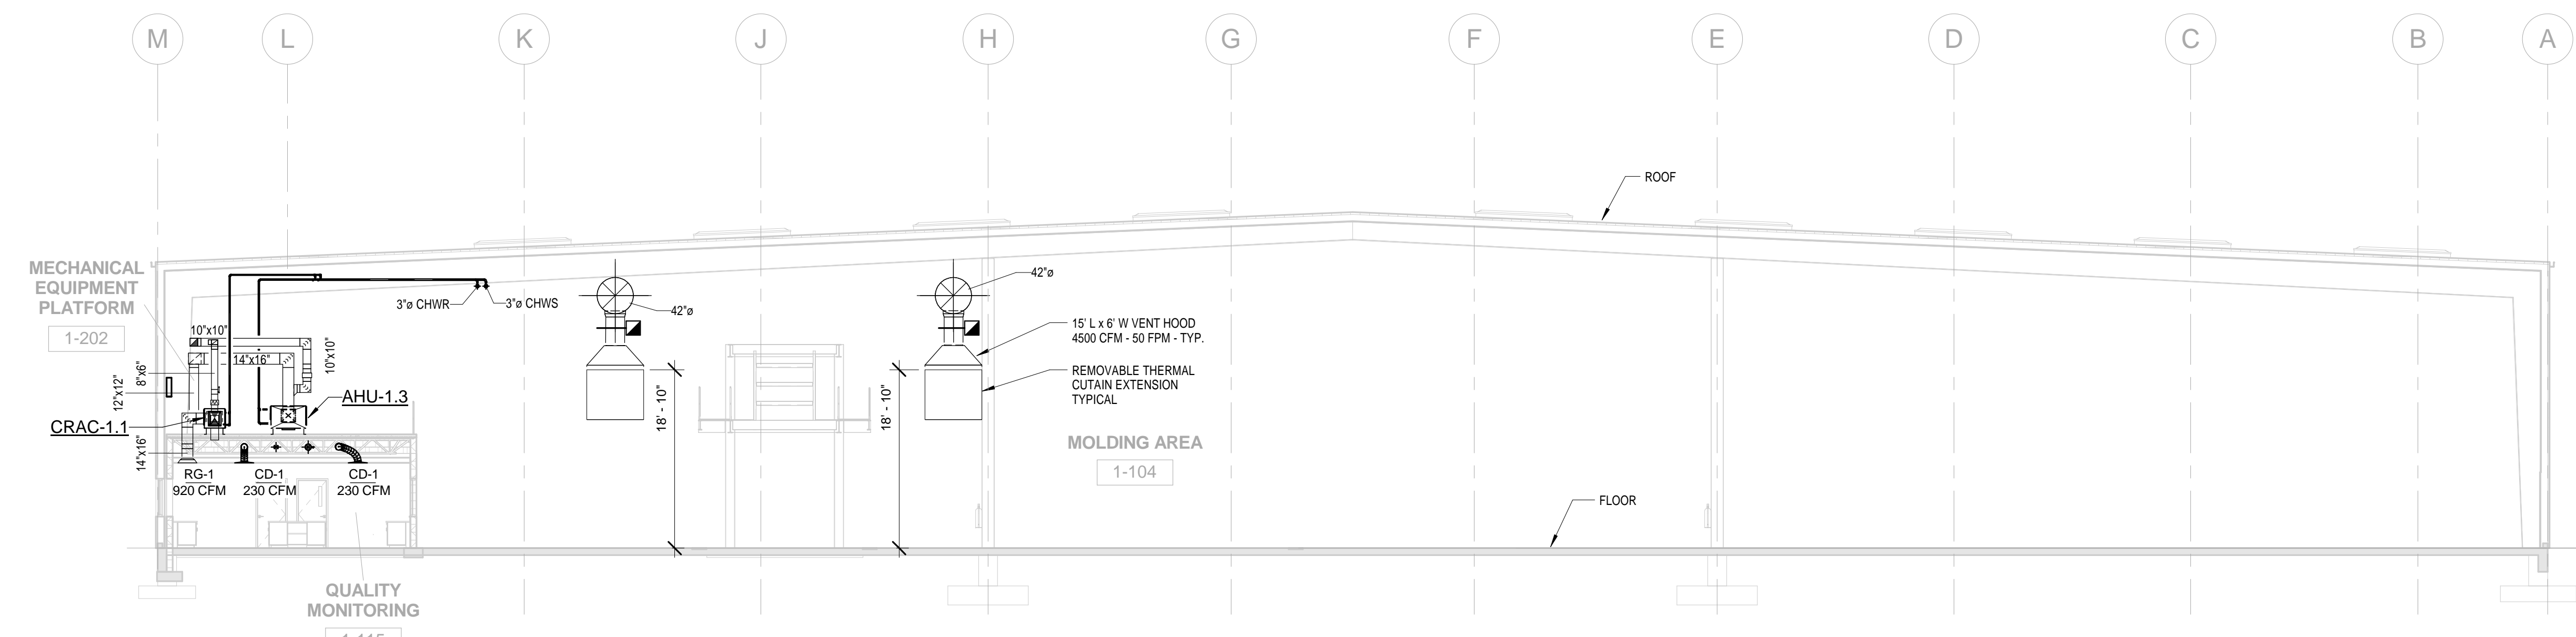 M
L
K
J
H
G
F
E
D
C
B
A
ROOF
MECHANICAL
EQUIPMENT
PLATFORM
1-202
3"ø CHWR
3"ø CHWS
42"ø
42"ø
10"x10"
14"x16"
10"x10"
8"x6"
12"x12"
14"x16"
CRAC-1.1
AHU-1.3
15' L x 6' W VENT HOOD
4500 CFM - 50 FPM - TYP.
REMOVABLE THERMAL
CUTAIN EXTENSION
TYPICAL
18' - 10"
18' - 10"
MOLDING AREA
1-104
RG-1
920 CFM
CD-1
230 CFM
CD-1
230 CFM
FLOOR
QUALITY
MONITORING
1-115